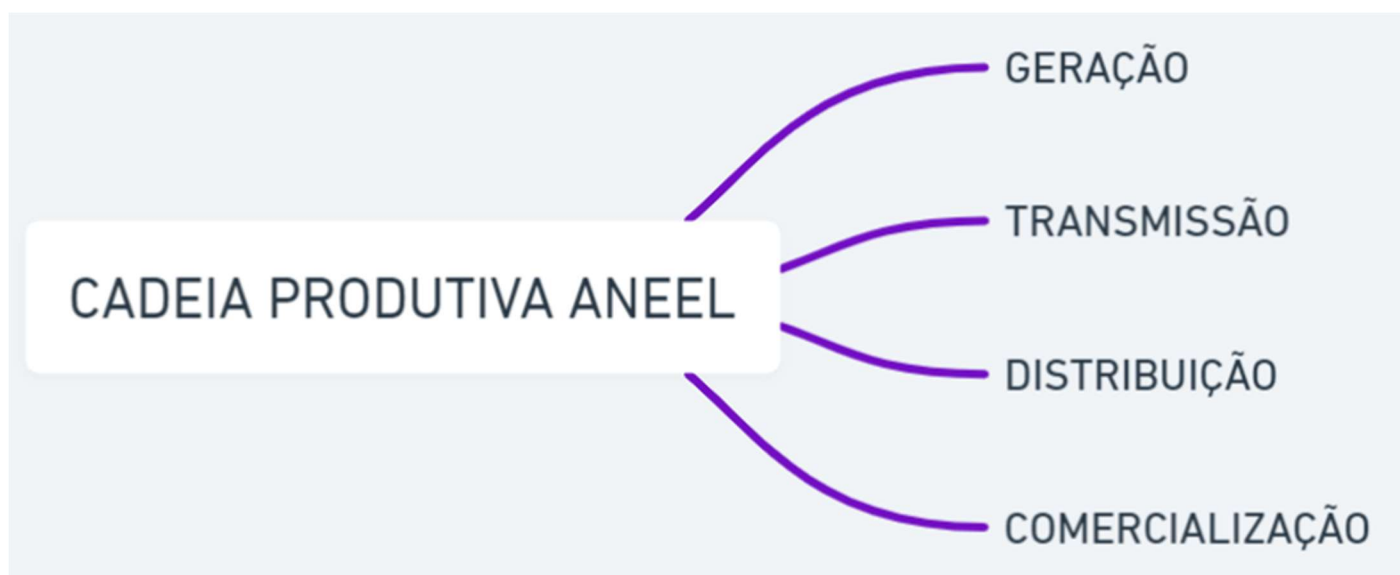 GERAÇÃO
TRANSMISSÃO
CADEIA PRODUTIVA ANEEL
DISTRIBUIÇÃO
COMERCIALIZAÇÃO